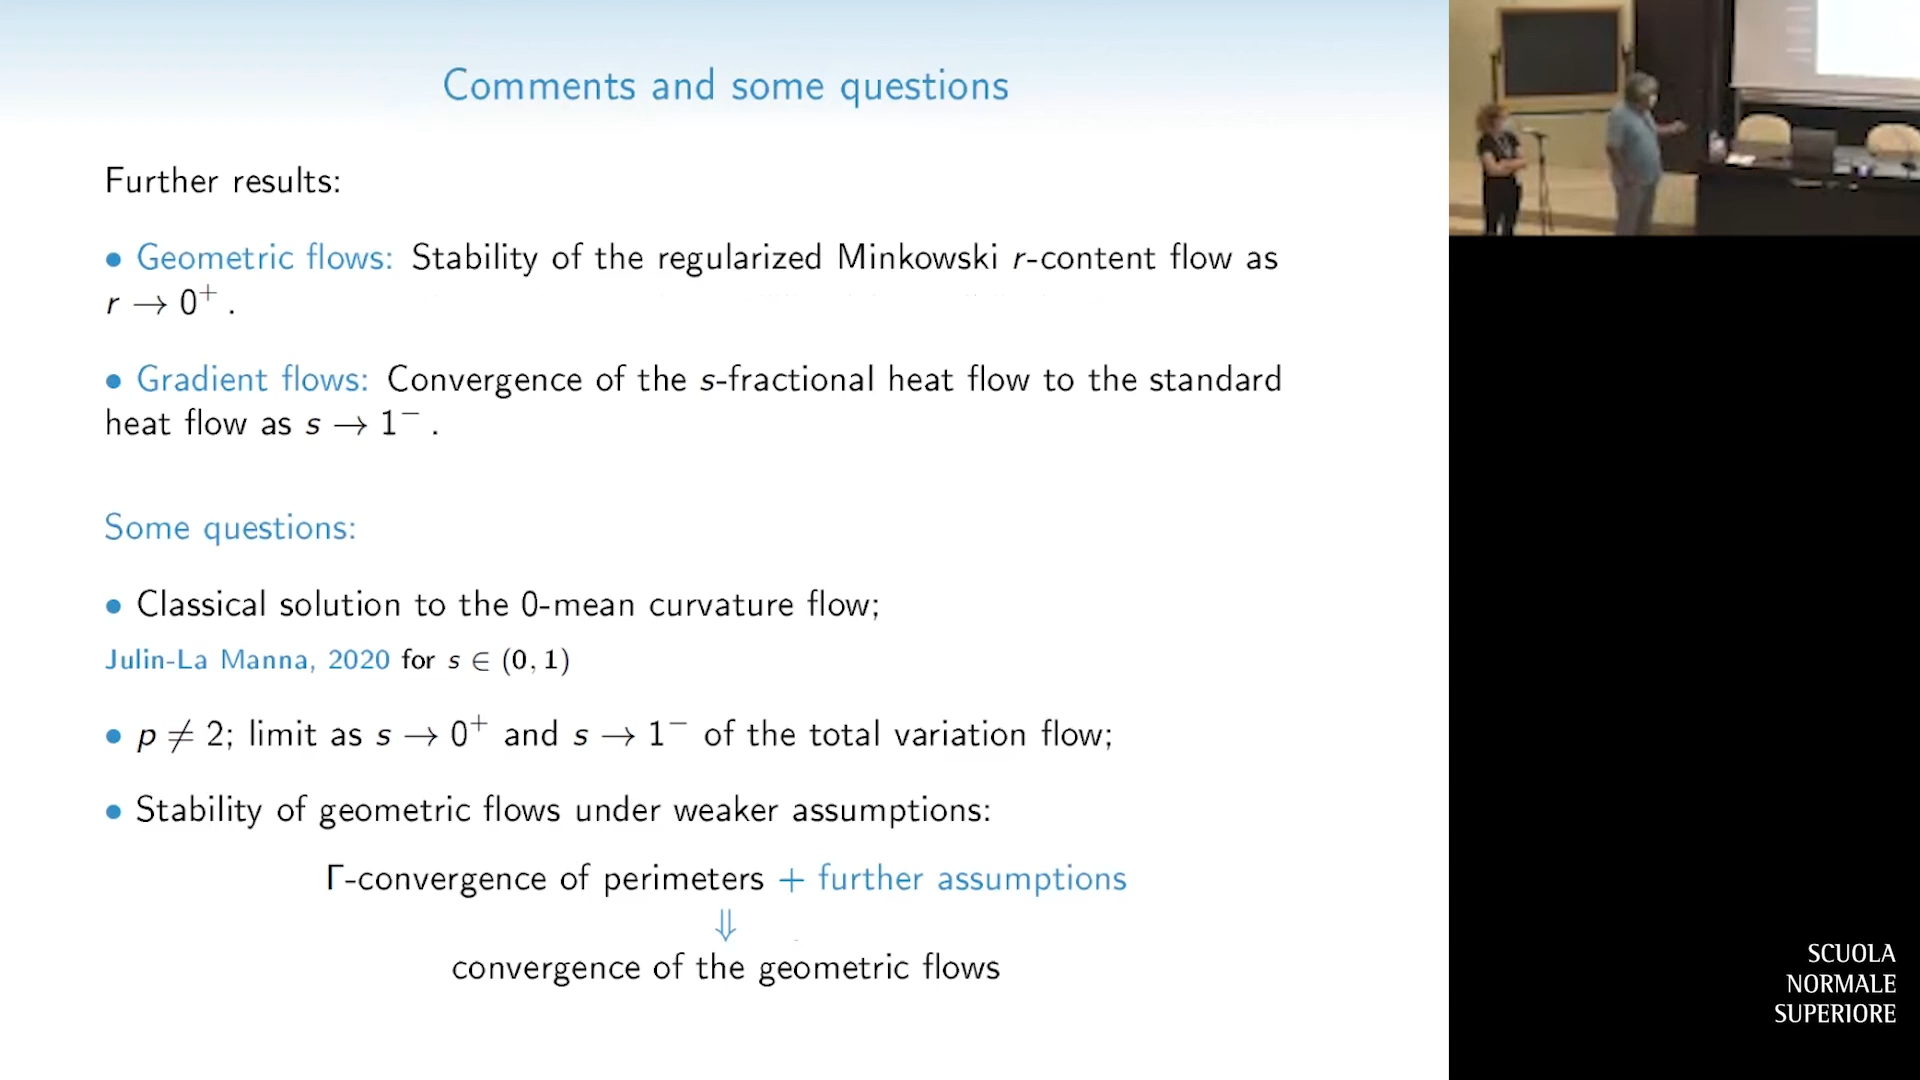 Comments and some questions
Further results:
• Geometric flows: Stability of the regularized Minkowski r-content flow as
r → 0⁺ .
• Gradient flows: Convergence of the s-fractional heat flow to the standard
heat flow as s → 1⁻ .
Some questions:
• Classical solution to the 0-mean curvature flow;
Julin-La Manna, 2020 for s ∈ (0, 1)
• p ≠ 2; limit as s → 0⁺ and s → 1⁻ of the total variation flow;
• Stability of geometric flows under weaker assumptions:
Γ-convergence of perimeters + further assumptions
⇓
convergence of the geometric flows
SCUOLA
NORMALE
SUPERIORE